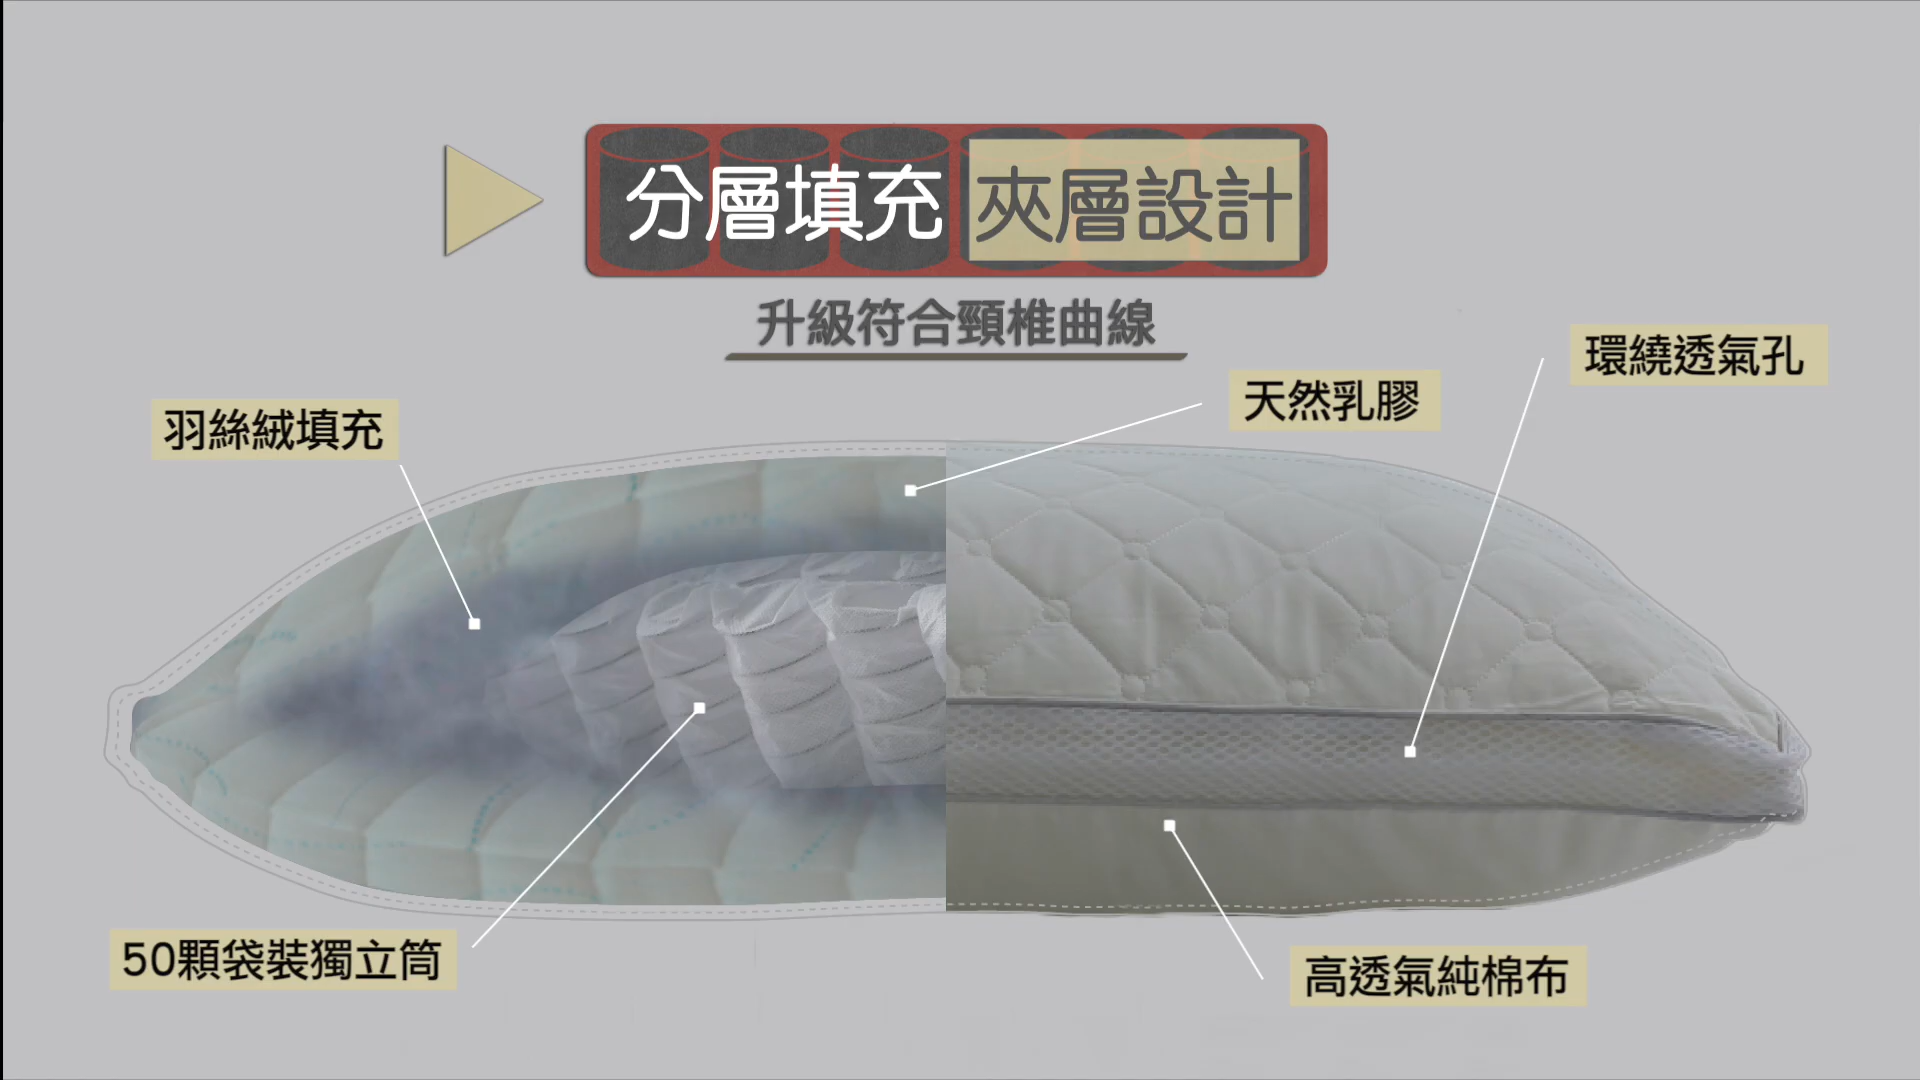 分層填充 夾層設計
升級符合頸椎曲線
環繞透氣孔
天然乳膠
羽絲絨填充
50顆袋裝獨立筒
高透氣純棉布